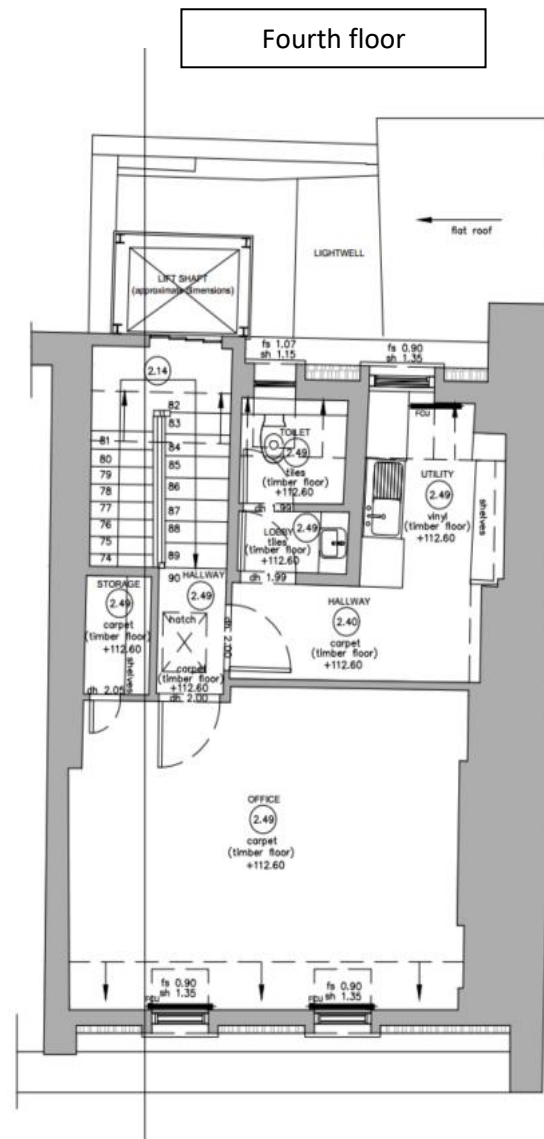 Fourth floor
flat roof
LIGHTWELL
LIFT SHAFT
(approximate dimensions)
fs 1.07
sh 1.15
fs 0.90
sh 1.35
2.14
FCU
82
83
81
84
80
85
79
86
78
77
87
76
88
75
74
89
90
TOILET
2.49
tiles
(timber floor)
+112.60
dh 1.99
UTILITY
2.49
vinyl
(timber floor)
+112.60
shelves
LOBBY
2.49
tiles
(timber floor)
+112.60
dh 1.99
STORAGE
2.49
carpet
(timber floor)
+112.60
shelves
dh 2.05
HALLWAY
2.49
hatch
carpet
(timber floor)
+112.60
dh 2.00
dh 2.00
HALLWAY
2.40
carpet
(timber floor)
+112.60
OFFICE
2.49
carpet
(timber floor)
+112.60
fs 0.90
sh 1.35
FCU
fs 0.90
sh 1.35
FCU